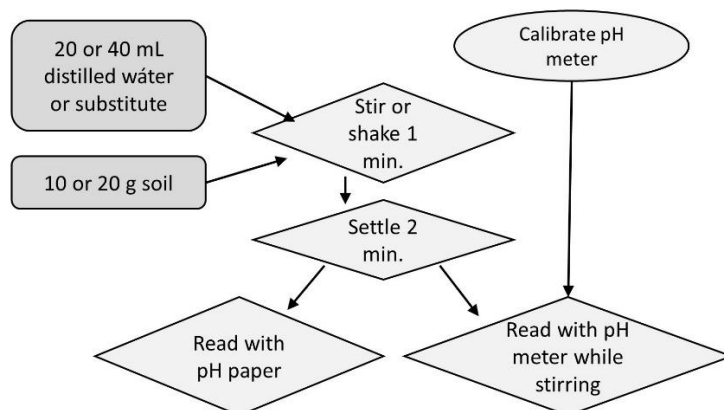 20 or 40 mL
distilled wáter
or substitute
Calibrate pH
meter
Stir or
shake 1
min.
10 or 20 g soil
Settle 2
min.
Read with
pH paper
Read with pH
meter while
stirring